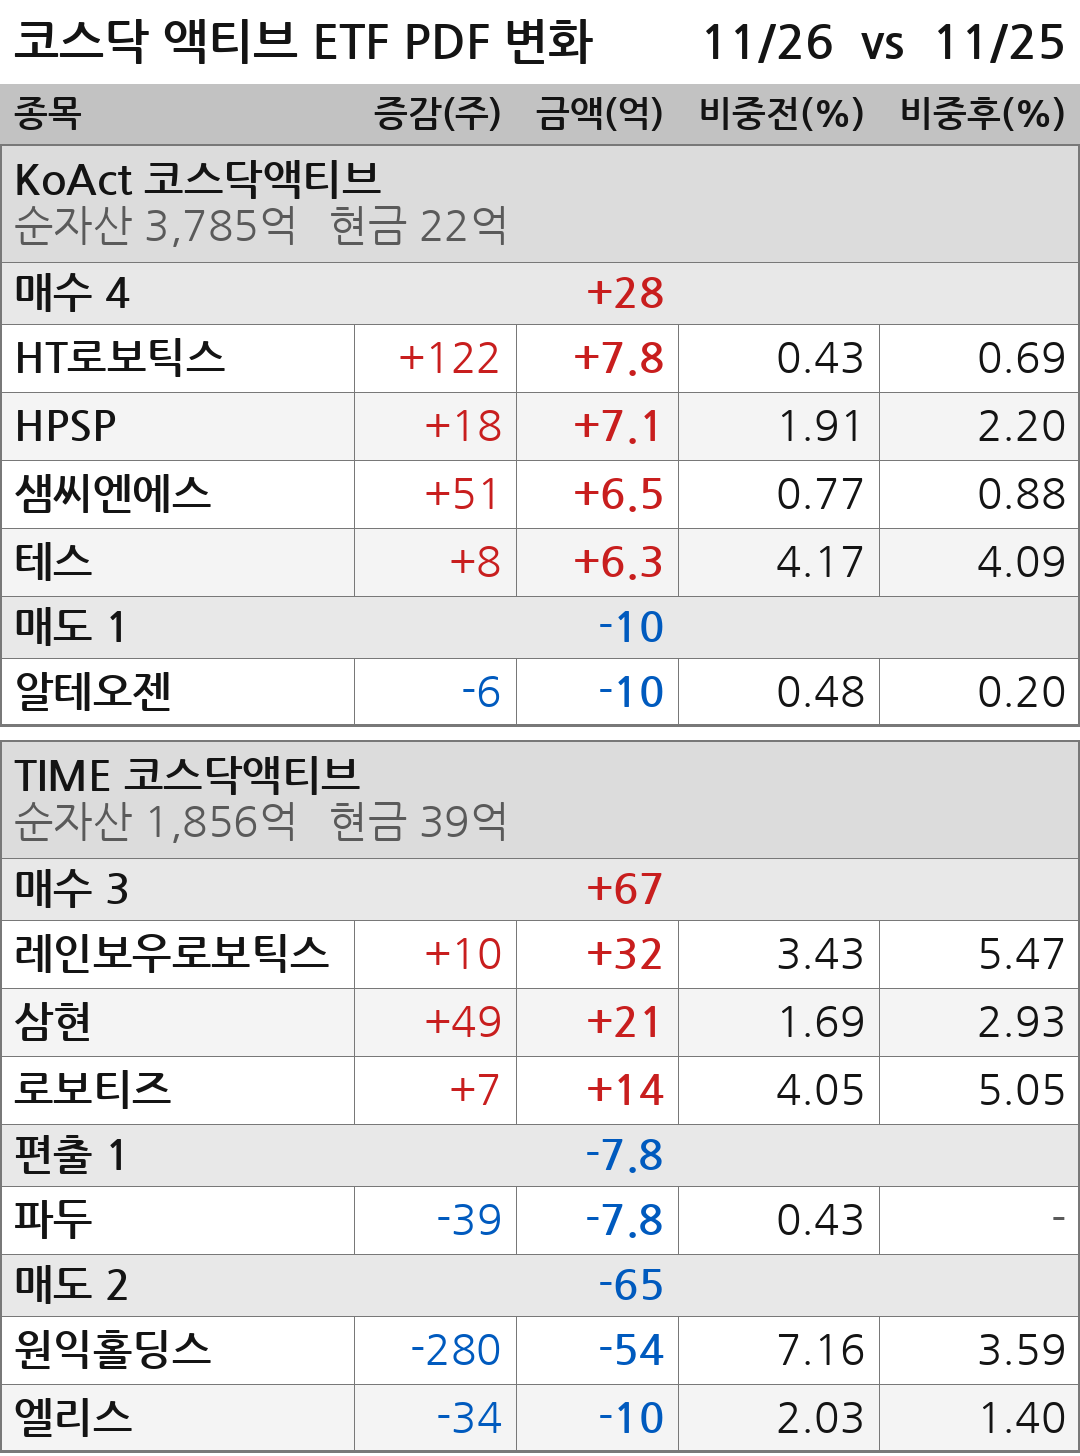 코스닥 액티브 ETF PDF 변화 11/26 vs 11/25
종목 증감(주) 금액(억) 비중전(%) 비중후(%)
KoAct 코스닥액티브
순자산 3,785억 현금 22억
매수 4 +28
HT로보틱스 +122 +7.8 0.43 0.69
HPSP +18 +7.1 1.91 2.20
샘씨엔에스 +51 +6.5 0.77 0.88
테스 +8 +6.3 4.17 4.09
매도 1 -10
알테오젠 -6 -10 0.48 0.20
TIME 코스닥액티브
순자산 1,856억 현금 39억
매수 3 +67
레인보우로보틱스 +10 +32 3.43 5.47
삼현 +49 +21 1.69 2.93
로보티즈 +7 +14 4.05 5.05
편출 1 -7.8
파두 -39 -7.8 0.43 -
매도 2 -65
원익홀딩스 -280 -54 7.16 3.59
엘리스 -34 -10 2.03 1.40